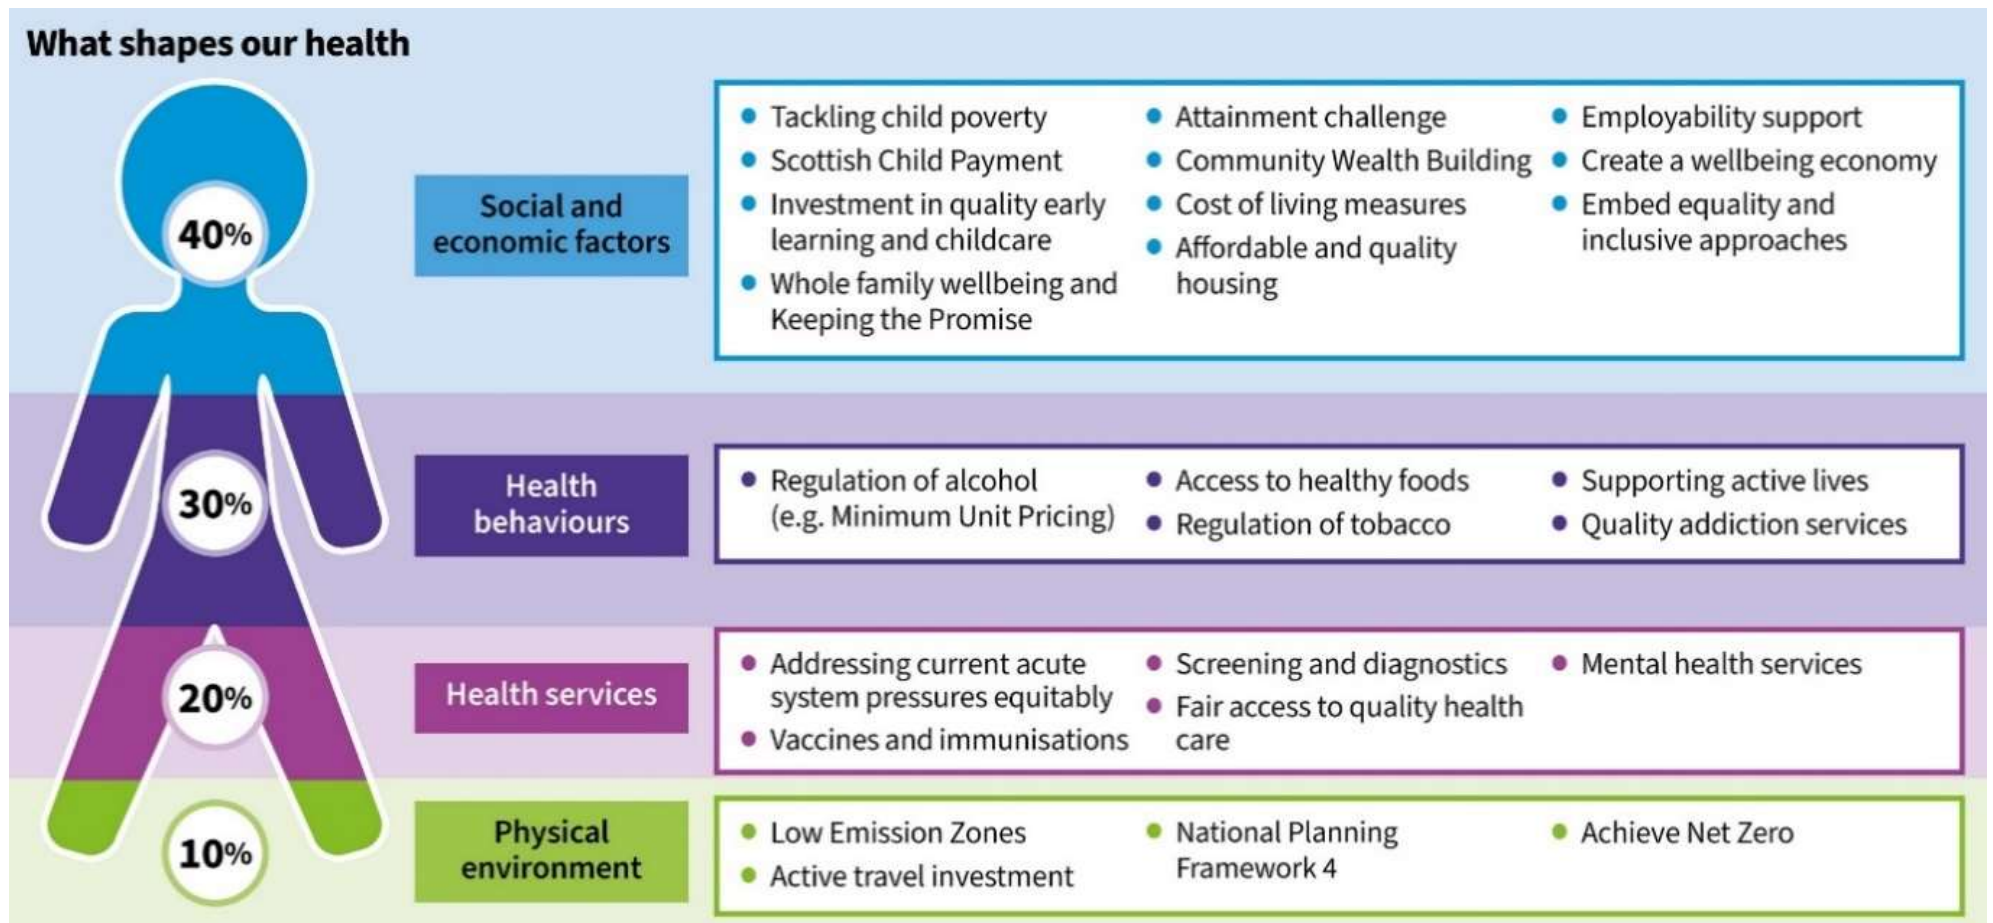 What shapes our health
40%
Social and
economic factors
Tackling child poverty
Scottish Child Payment
Investment in quality early
learning and childcare
Whole family wellbeing and
Keeping the Promise
Attainment challenge
Community Wealth Building
Cost of living measures
Affordable and quality
housing
Employability support
Create a wellbeing economy
Embed equality and
inclusive approaches
30%
Health
behaviours
Regulation of alcohol
(e.g. Minimum Unit Pricing)
Access to healthy foods
Regulation of tobacco
Supporting active lives
Quality addiction services
20%
Health services
Addressing current acute
system pressures equitably
Vaccines and immunisations
Screening and diagnostics
Fair access to quality health
care
Mental health services
10%
Physical
environment
Low Emission Zones
Active travel investment
National Planning
Framework 4
Achieve Net Zero